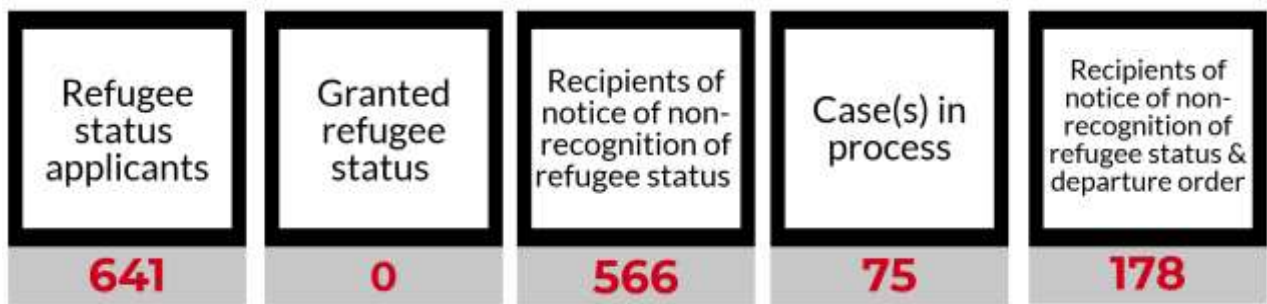 Refugee
status
applicants
641
Granted
refugee
status
0
Recipients of
notice of non-
recognition of
refugee status
566
Case(s) in
process
75
Recipients of
notice of non-
recognition of
refugee status &
departure order
178